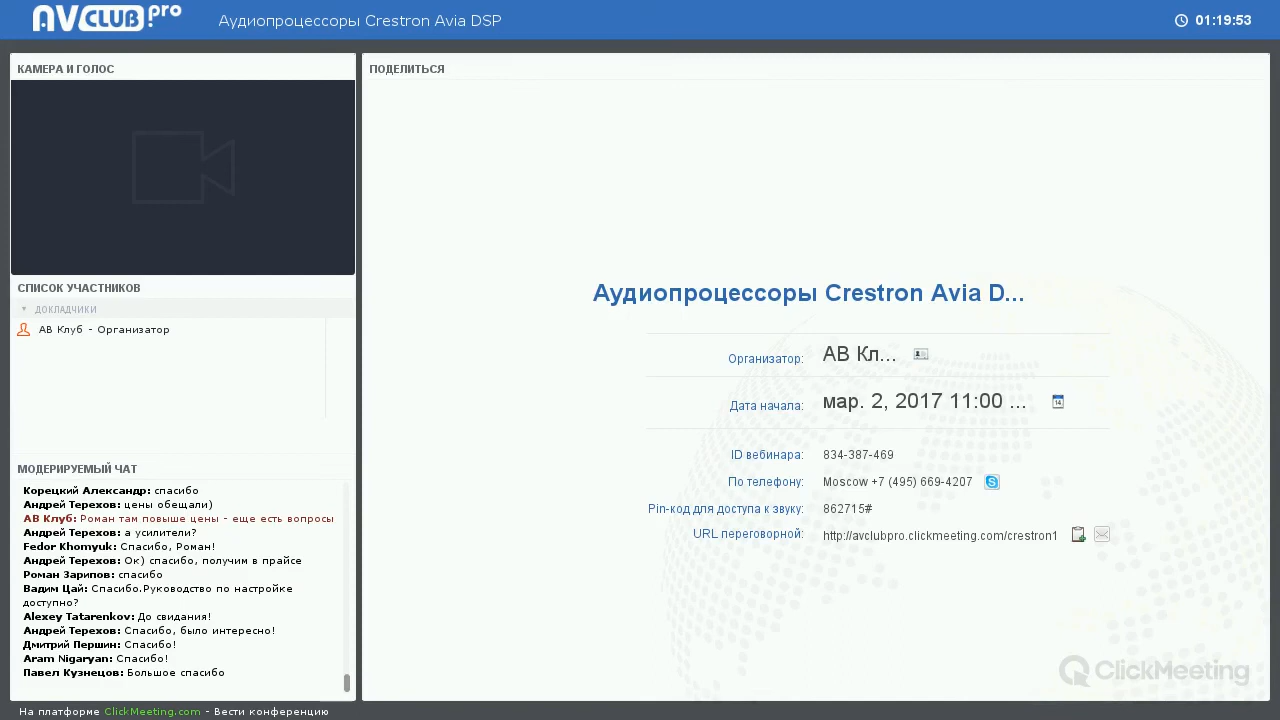 AVCLUB.pro
Аудиопроцессоры Crestron Avia DSP
01:19:53
КАМЕРА И ГОЛОС
СПИСОК УЧАСТНИКОВ
ДОКЛАДЧИКИ
АВ Клуб - Организатор
МОДЕРИРУЕМЫЙ ЧАТ
Корецкий Александр: спасибо
Андрей Терехов: цены обещали)
АВ Клуб: Роман там повыше цены - еще есть вопросы
Андрей Терехов: а усилители?
Fedor Khomyuk: Спасибо, Роман!
Андрей Терехов: Ок) спасибо, получим в прайсе
Роман Зарипов: спасибо
Вадим Цай: Спасибо.Руководство по настройке
доступно?
Alexey Tatarenkov: До свидания!
Андрей Терехов: Спасибо, было интересно!
Дмитрий Першин: Спасибо!
Aram Nigaryan: Спасибо!
Павел Кузнецов: Большое спасибо
На платформе ClickMeeting.com - Вести конференцию
ПОДЕЛИТЬСЯ
Аудиопроцессоры Crestron Avia D...
Организатор: АВ Кл...
Дата начала: мар. 2, 2017 11:00 ...
14
ID вебинара: 834-387-469
По телефону: Moscow +7 (495) 669-4207
Pin-код для доступа к звуку: 862715#
URL переговорной: http://avclubpro.clickmeeting.com/crestron1
ClickMeeting